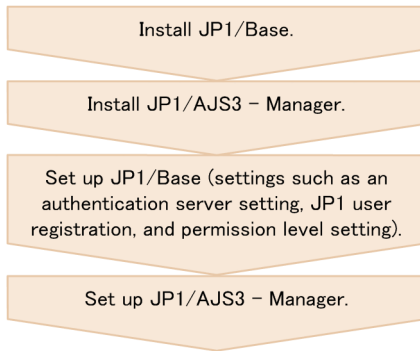 Install JP1/Base.
Install JP1/AJS3 - Manager.
Set up JP1/Base (settings such as an
authentication server setting, JP1 user
registration, and permission level setting).
Set up JP1/AJS3 - Manager.